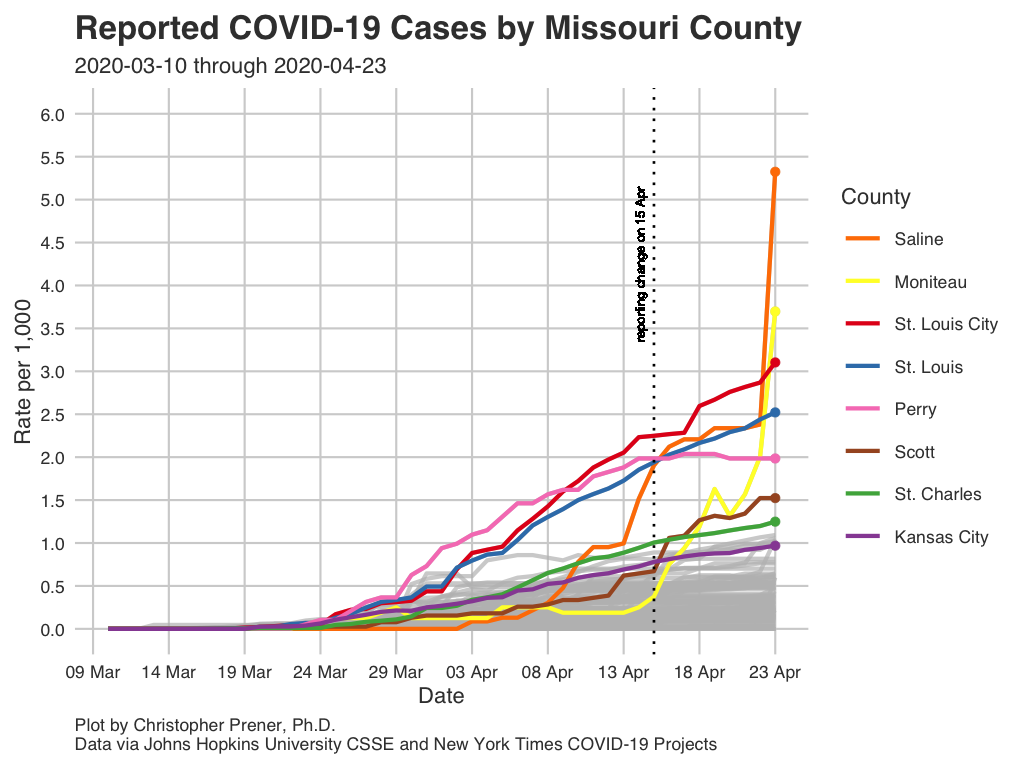 Reported COVID-19 Cases by Missouri County
2020-03-10 through 2020-04-23
6.0
5.5
5.0
4.5
4.0
3.5
3.0
2.5
2.0
1.5
1.0
0.5
0.0
Rate per 1,000
reporting change on 15 Apr
09 Mar 14 Mar 19 Mar 24 Mar 29 Mar 03 Apr 08 Apr 13 Apr 18 Apr 23 Apr
Date
County
Saline
Moniteau
St. Louis City
St. Louis
Perry
Scott
St. Charles
Kansas City
Plot by Christopher Prener, Ph.D.
Data via Johns Hopkins University CSSE and New York Times COVID-19 Projects